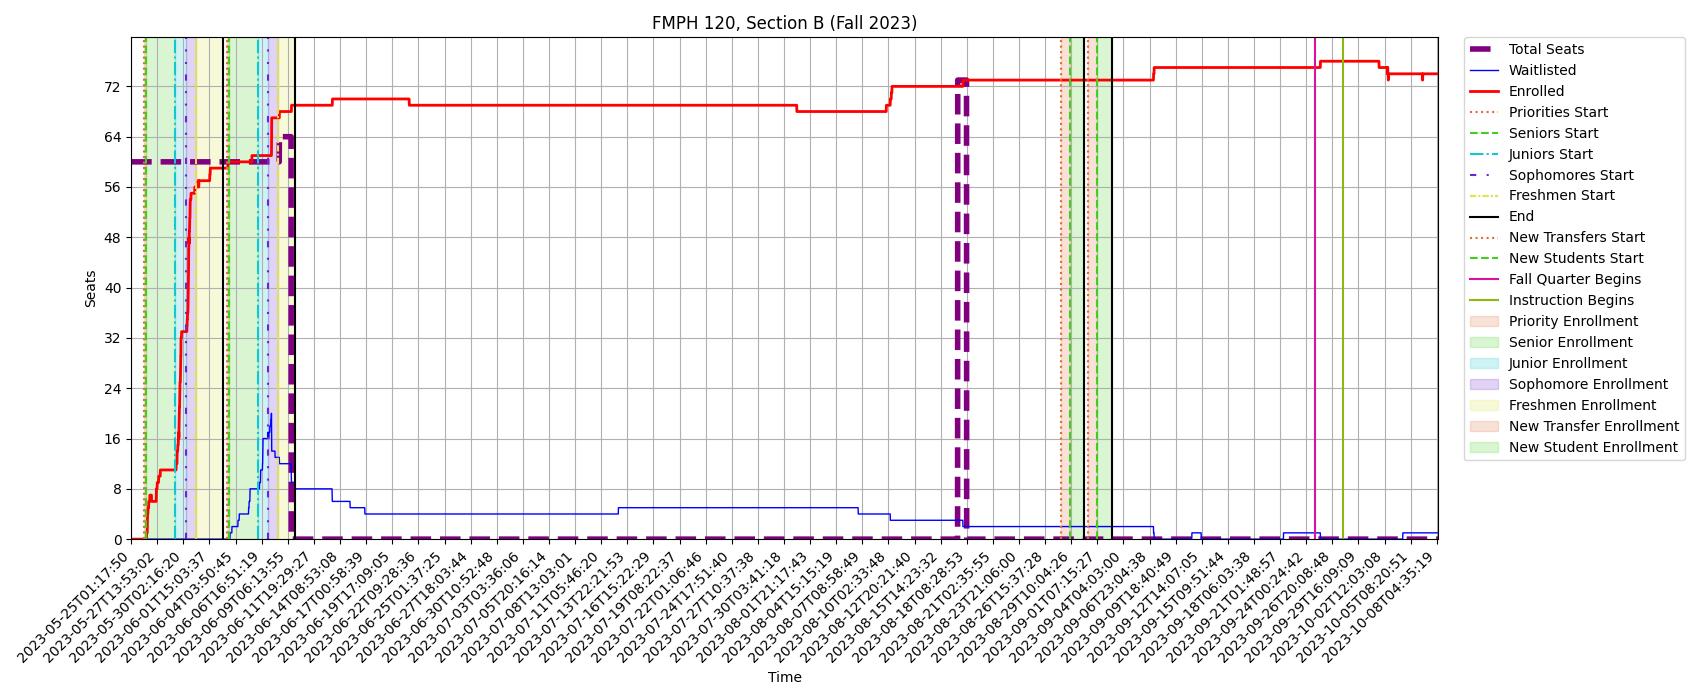 FMPH 120, Section B (Fall 2023)
Seats
72
64
56
48
40
32
24
16
8
0
2023-05-25T01:17:50
2023-05-27T13:53:02
2023-05-30T02:16:20
2023-06-01T15:03:37
2023-06-04T03:50:45
2023-06-06T16:51:19
2023-06-09T06:13:55
2023-06-11T19:29:27
2023-06-14T08:53:08
2023-06-17T00:58:39
2023-06-19T17:09:05
2023-06-22T09:28:36
2023-06-25T01:37:25
2023-06-27T18:03:44
2023-06-30T10:52:48
2023-07-03T03:36:06
2023-07-05T20:16:14
2023-07-08T13:03:01
2023-07-11T05:46:20
2023-07-13T22:21:53
2023-07-16T15:22:29
2023-07-19T08:22:37
2023-07-22T01:06:46
2023-07-24T17:51:40
2023-07-27T10:37:38
2023-07-30T03:41:18
2023-08-01T21:17:43
2023-08-04T15:15:19
2023-08-07T08:58:49
2023-08-10T02:33:48
2023-08-12T20:21:40
2023-08-15T14:23:32
2023-08-18T08:28:53
2023-08-21T02:35:55
2023-08-23T21:06:00
2023-08-26T15:37:28
2023-08-29T10:04:26
2023-09-01T07:15:27
2023-09-04T04:03:00
2023-09-06T23:04:38
2023-09-09T18:40:49
2023-09-12T14:07:05
2023-09-15T09:51:44
2023-09-18T06:03:38
2023-09-21T01:48:57
2023-09-24T00:24:42
2023-09-26T20:08:48
2023-09-29T16:09:09
2023-10-02T12:03:08
2023-10-05T08:20:51
2023-10-08T04:35:19
Time
Total Seats
Waitlisted
Enrolled
Priorities Start
Seniors Start
Juniors Start
Sophomores Start
Freshmen Start
End
New Transfers Start
New Students Start
Fall Quarter Begins
Instruction Begins
Priority Enrollment
Senior Enrollment
Junior Enrollment
Sophomore Enrollment
Freshmen Enrollment
New Transfer Enrollment
New Student Enrollment